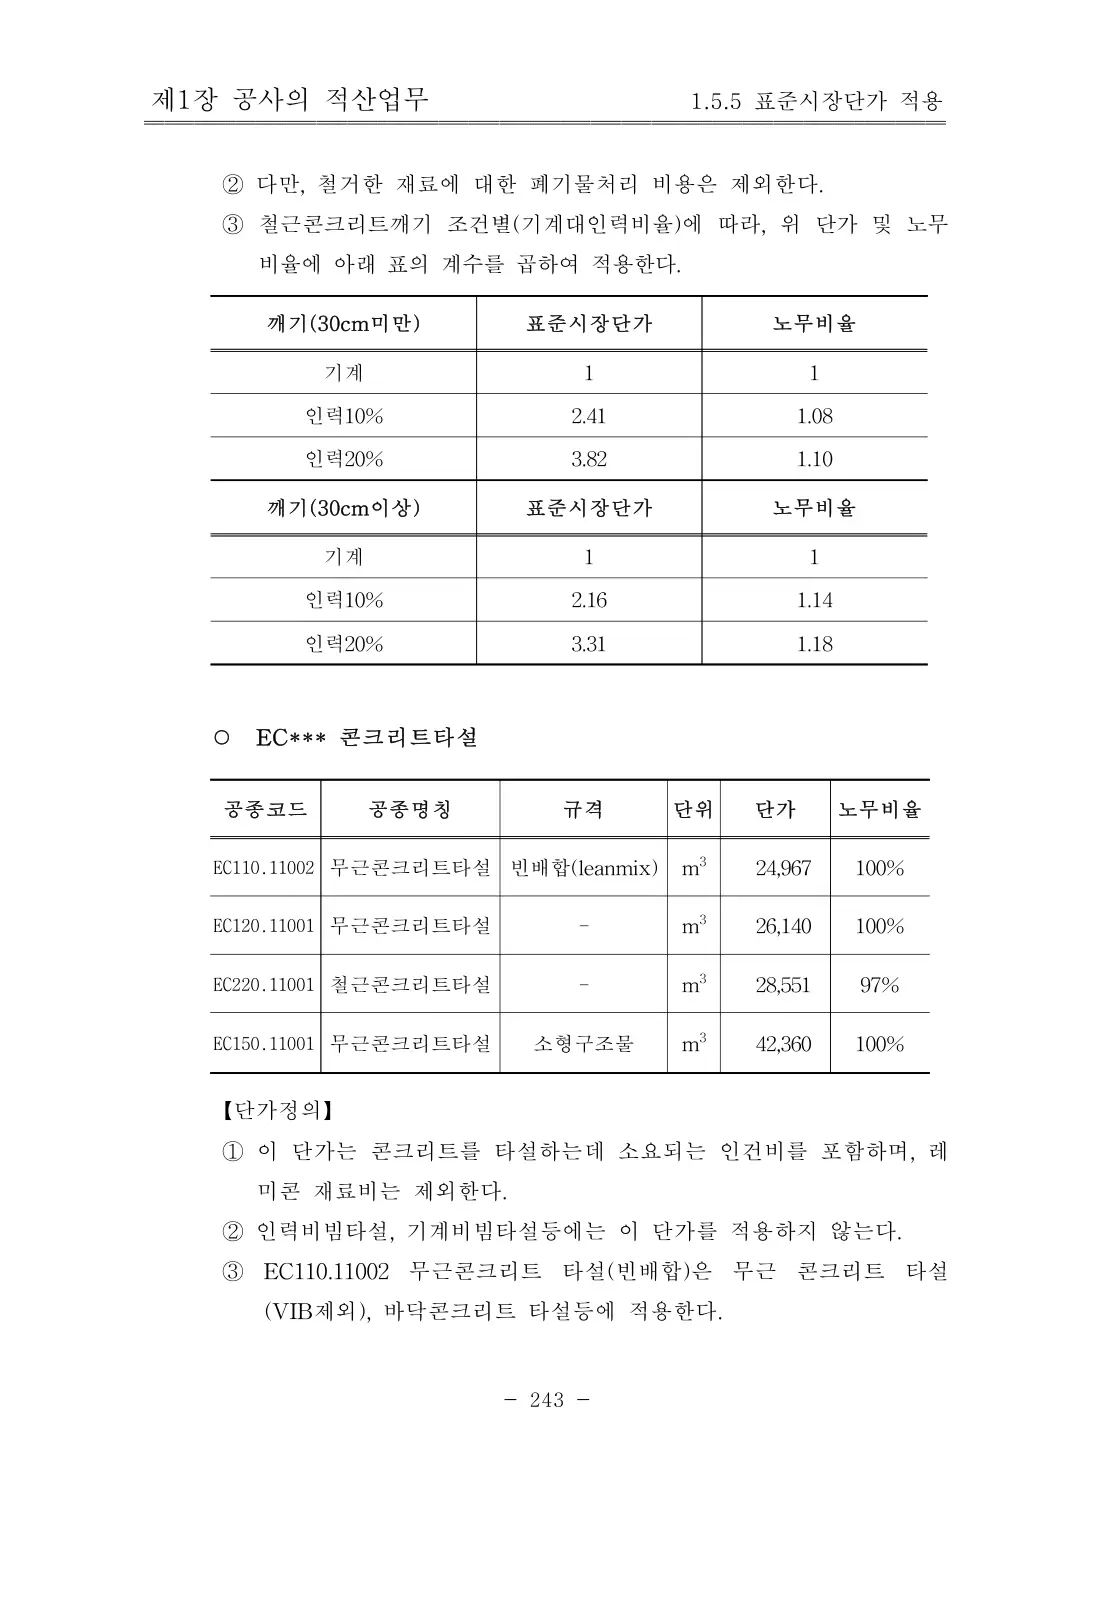 제1장 공사의 적산업무 1.5.5 표준시장단가 적용
② 다만, 철거한 재료에 대한 폐기물처리 비용은 제외한다.
③ 철근콘크리트깨기 조건별(기계대인력비율)에 따라, 위 단가 및 노무
비율에 아래 표의 계수를 곱하여 적용한다.
깨기(30cm미만) 표준시장단가 노무비율
기계 1 1
인력10% 2.41 1.08
인력20% 3.82 1.10
깨기(30cm이상) 표준시장단가 노무비율
기계 1 1
인력10% 2.16 1.14
인력20% 3.31 1.18
○ EC*** 콘크리트타설
공종코드 공종명칭 규격 단위 단가 노무비율
EC110.11002 무근콘크리트타설 빈배합(leanmix) m³ 24,967 100%
EC120.11001 무근콘크리트타설 - m³ 26,140 100%
EC220.11001 철근콘크리트타설 - m³ 28,551 97%
EC150.11001 무근콘크리트타설 소형구조물 m³ 42,360 100%
【단가정의】
① 이 단가는 콘크리트를 타설하는데 소요되는 인건비를 포함하며, 레
미콘 재료비는 제외한다.
② 인력비빔타설, 기계비빔타설등에는 이 단가를 적용하지 않는다.
③ EC110.11002 무근콘크리트 타설(빈배합)은 무근 콘크리트 타설
(VIB제외), 바닥콘크리트 타설등에 적용한다.
- 243 -